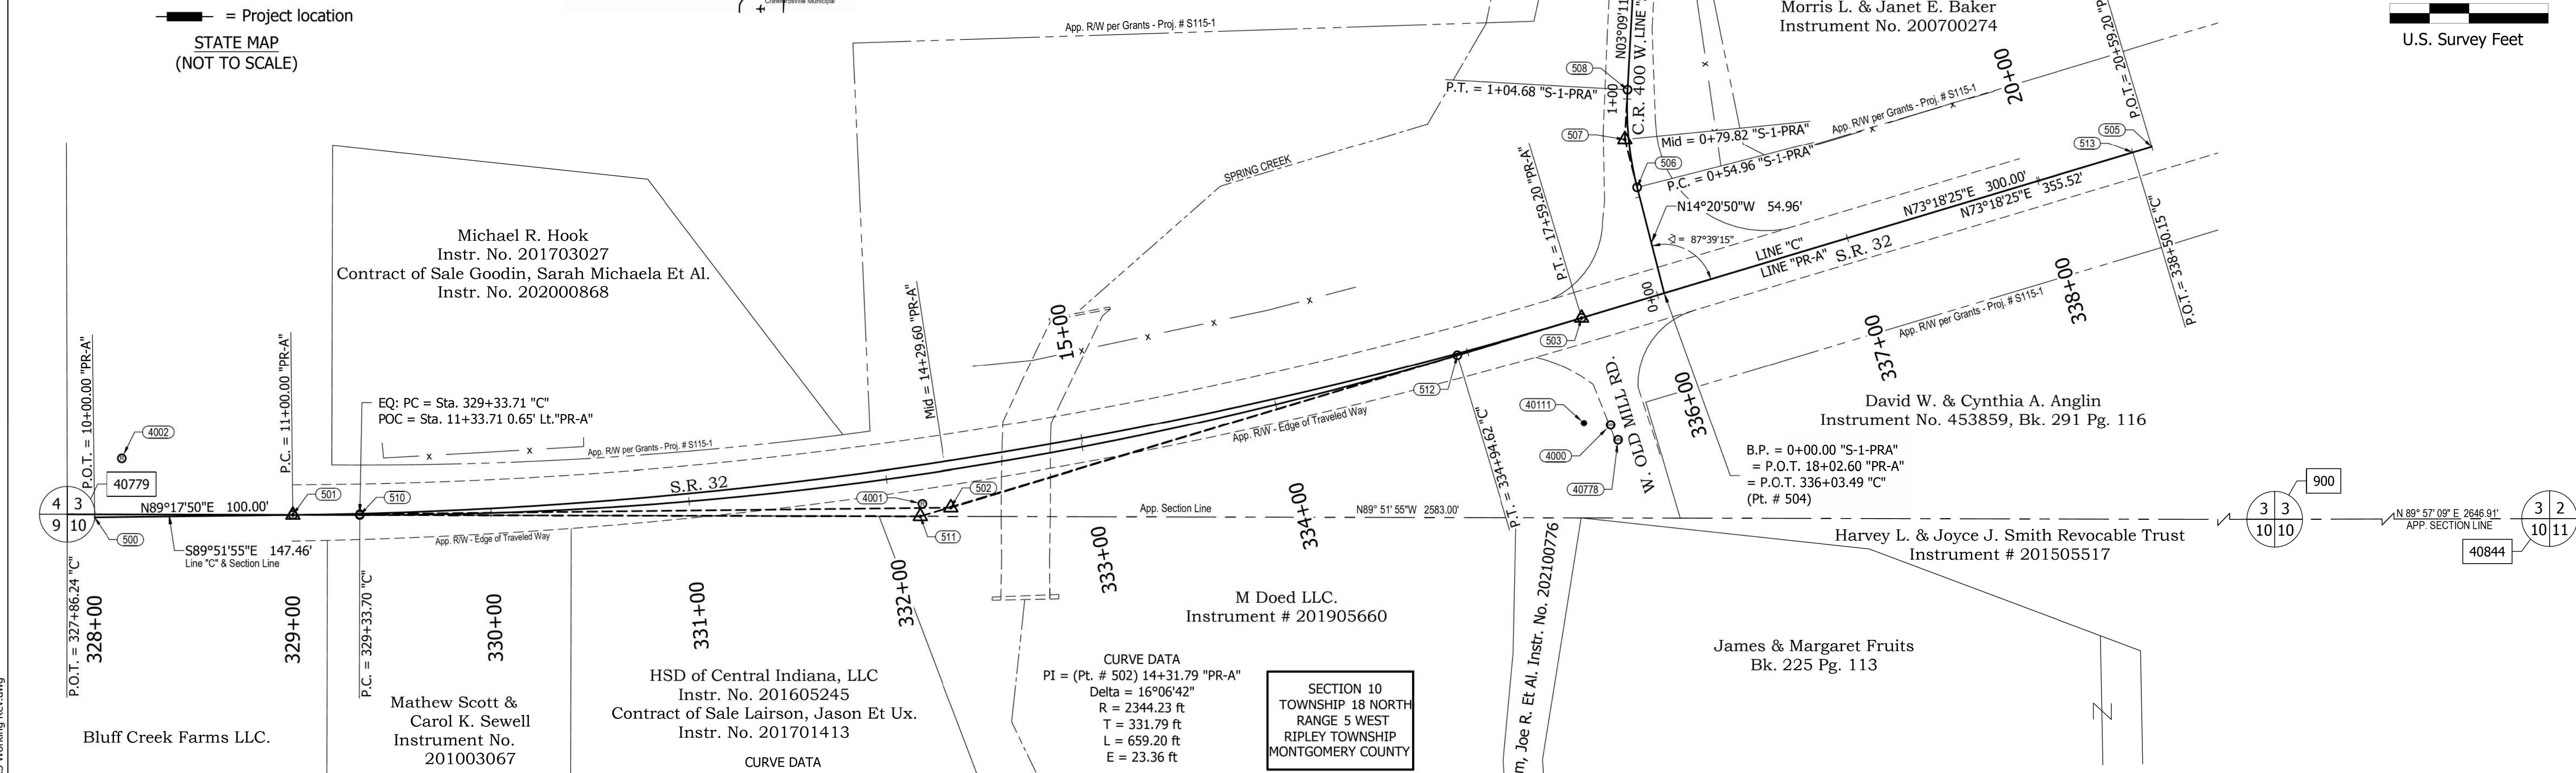 Crawfordsville Municipal
= Project location
STATE MAP
(NOT TO SCALE)
App. R/W per Grants - Proj. # S115-1
Morris L. & Janet E. Baker
Instrument No. 200700274
U.S. Survey Feet
C.R. 400 W.
508
P.T. = 1+04.68 "S-1-PRA"
1+00
507
Mid = 0+79.82 "S-1-PRA"
506
P.C. = 0+54.96 "S-1-PRA"
N14°20'50"W 54.96'
= 87°39'15"
App. R/W per Grants - Proj. # S115-1
20+00
P.O.T. = 20+59.20
505
513
N73°18'25"E 300.00'
N73°18'25"E 355.52'
LINE "C"
LINE "PR-A"
S.R. 32
P.O.T. = 338+50.15 "C"
SPRING CREEK
P.T. = 17+59.20 "PR-A"
Michael R. Hook
Instr. No. 201703027
Contract of Sale Goodin, Sarah Michaela Et Al.
Instr. No. 202000868
Mid = 14+29.60 "PR-A"
15+00
0+00
503
512
App. R/W per Grants - Proj. # S115-1
337+00
338+00
336+00
P.O.T. = 10+00.00 "PR-A"
P.C. = 11+00.00 "PR-A"
4002
40779
EQ: PC = Sta. 329+33.71 "C"
POC = Sta. 11+33.71 0.65' Lt."PR-A"
App. R/W per Grants - Proj. # S115-1
App. R/W - Edge of Traveled Way
40111
4000
40778
W. OLD MILL RD.
David W. & Cynthia A. Anglin
Instrument No. 453859, Bk. 291 Pg. 116
B.P. = 0+00.00 "S-1-PRA"
= P.O.T. 18+02.60 "PR-A"
= P.O.T. 336+03.49 "C"
(Pt. # 504)
4 3
9 10
N89°17'50"E 100.00'
500
501
510
S.R. 32
4001
502
511
App. Section Line
N89° 51' 55"W 2583.00'
P.T. = 334+94.62 "C"
3 3
10 10
900
N 89° 57' 09" E 2646.91'
APP. SECTION LINE
3 2
10 11
40844
S89°51'55"E 147.46'
Line "C" & Section Line
App. R/W - Edge of Traveled Way
P.O.T. = 327+86.24 "C"
328+00
329+00
P.C. = 329+33.70 "C"
330+00
331+00
332+00
333+00
334+00
Harvey L. & Joyce J. Smith Revocable Trust
Instrument # 201505517
M Doed LLC.
Instrument # 201905660
Joe R. Et Al. Instr. No. 202100776
James & Margaret Fruits
Bk. 225 Pg. 113
Bluff Creek Farms LLC.
Mathew Scott &
Carol K. Sewell
Instrument No.
201003067
HSD of Central Indiana, LLC
Instr. No. 201605245
Contract of Sale Lairson, Jason Et Ux.
Instr. No. 201701413
CURVE DATA
CURVE DATA
PI = (Pt. # 502) 14+31.79 "PR-A"
Delta = 16°06'42"
R = 2344.23 ft
T = 331.79 ft
L = 659.20 ft
E = 23.36 ft
SECTION 10
TOWNSHIP 18 NORTH
RANGE 5 WEST
RIPLEY TOWNSHIP
MONTGOMERY COUNTY